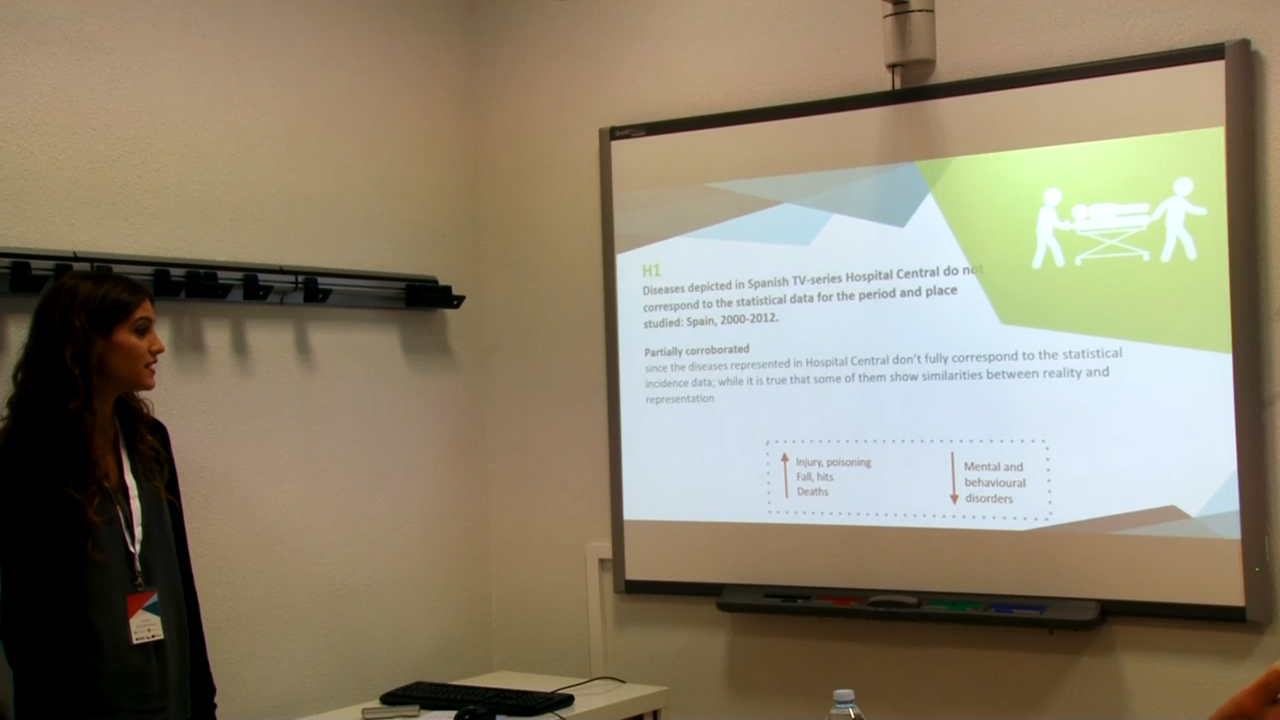 H1
Diseases depicted in Spanish TV-series Hospital Central do not
correspond to the statistical data for the period and place
studied: Spain, 2000-2012.
Partially corroborated
since the diseases represented in Hospital Central don't fully correspond to the statistical
incidence data; while it is true that some of them show similarities between reality and
representation
Injury, poisoning
Fall, hits
Deaths
Mental and
behavioural
disorders